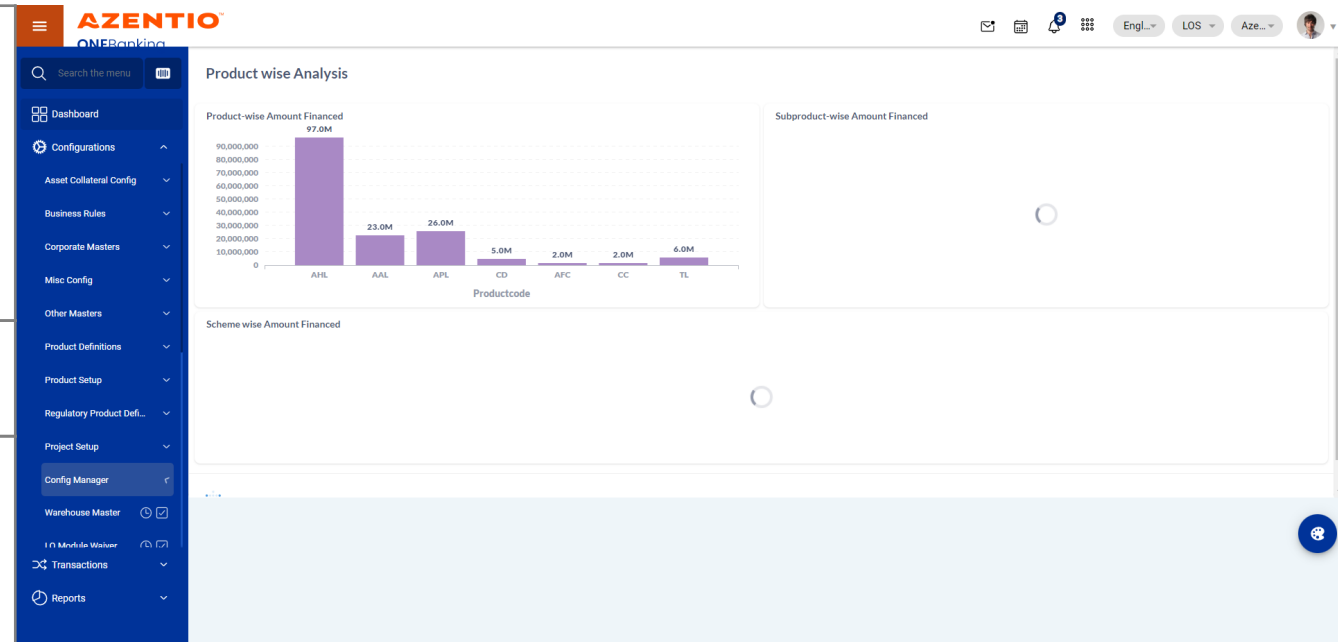 AZENTIO
ONEBanking
3
Engl...
LOS
Aze...
Search the menu
Dashboard
Configurations
Asset Collateral Config
Business Rules
Corporate Masters
Misc Config
Other Masters
Product Definitions
Product Setup
Regulatory Product Defi...
Project Setup
Config Manager
Warehouse Master
LO Module Waiver
Transactions
Reports
Product wise Analysis
Product-wise Amount Financed
97.0M
90,000,000
80,000,000
70,000,000
60,000,000
50,000,000
40,000,000
30,000,000
20,000,000
10,000,000
0
23.0M
26.0M
5.0M
2.0M
2.0M
6.0M
AHL AAL APL CD AFC CC TL
Productcode
Subproduct-wise Amount Financed
Scheme wise Amount Financed